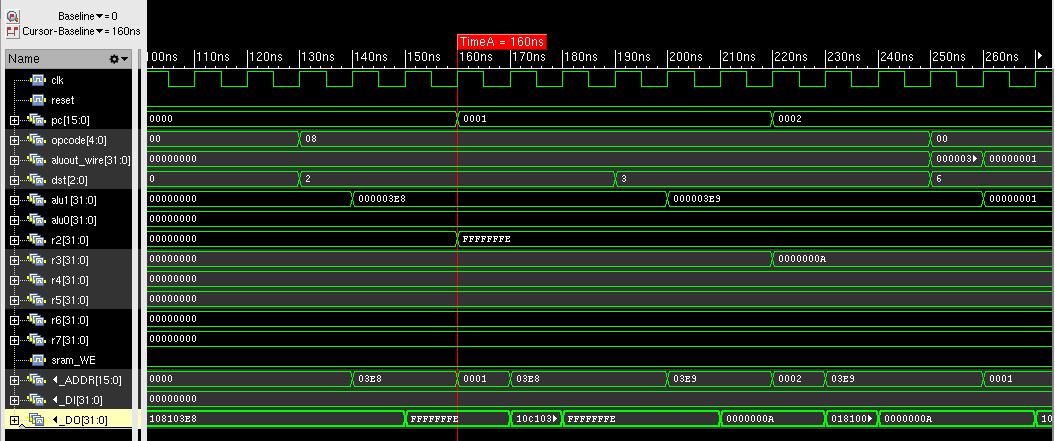 Baseline▼= 0
Cursor-Baseline▼= 160ns
TimeA = 160ns
Name
100ns 110ns 120ns 130ns 140ns 150ns 160ns 170ns 180ns 190ns 200ns 210ns 220ns 230ns 240ns 250ns 260ns
clk
reset
pc[15:0] 0000 0001 0002
opcode[4:0] 00 08 00
aluout_wire[31:0] 00000000 000003▶ 00000001
dst[2:0] 0 2 3 6
alu1[31:0] 00000000 000003E8 000003E9 00000001
alu0[31:0] 00000000
r2[31:0] 00000000 FFFFFFFE
r3[31:0] 00000000 0000000A
r4[31:0] 00000000
r5[31:0] 00000000
r6[31:0] 00000000
r7[31:0] 00000000
sram_WE
◀_ADDR[15:0] 0000 03E8 0001 03E8 03E9 0002 03E9 0001
◀_DI[31:0] 00000000
◀_DO[31:0] 108103E8 FFFFFFFE 10c103▶ FFFFFFFE 0000000A 018100▶ 0000000A 10